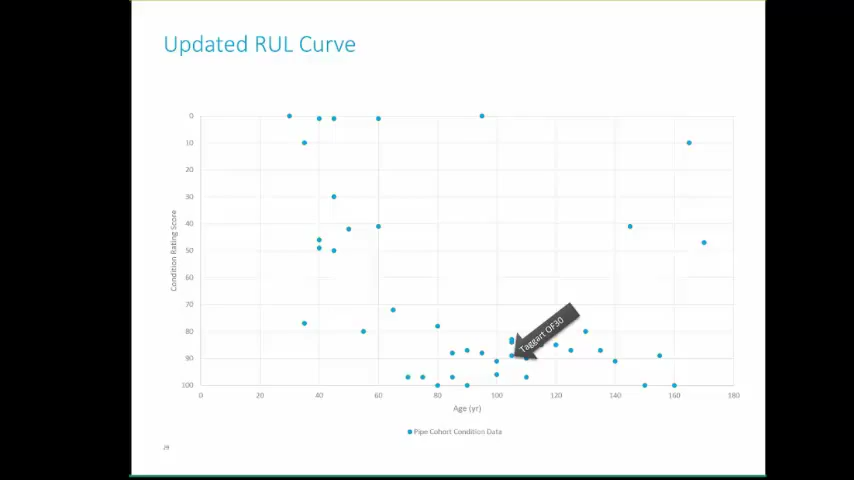 Updated RUL Curve
0
10
20
30
40
50
60
70
80
90
100
Condition Rating Score
Taggart OF30
0 20 40 60 80 100 120 140 160 180
Age (yr)
Pipe Cohort Condition Data